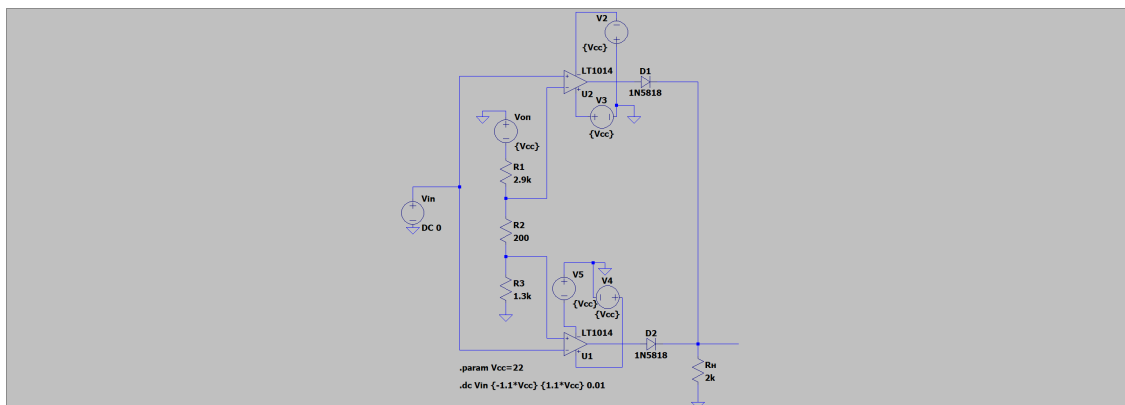 V2
{Vcc}
LT1014
D1
U2
1N5818
V3
{Vcc}
Von
{Vcc}
R1
2.9k
Vin
DC 0
R2
200
R3
1.3k
V5
V4
{Vcc}
{Vcc}
LT1014
D2
U1
1N5818
Rн
2k
.param Vcc=22
.dc Vin {-1.1*Vcc} {1.1*Vcc} 0.01